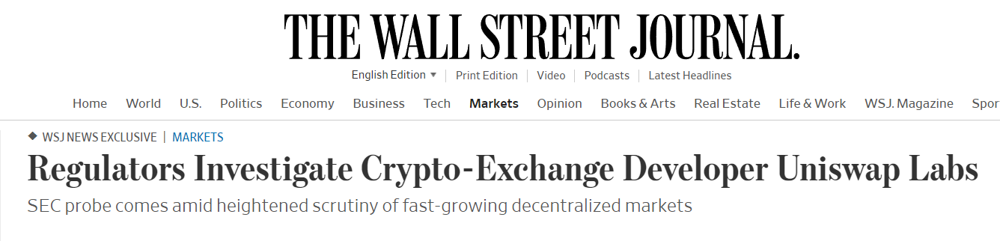 THE WALL STREET JOURNAL.
English Edition Print Edition Video Podcasts Latest Headlines
Home World U.S. Politics Economy Business Tech Markets Opinion Books & Arts Real Estate Life & Work WSJ. Magazine Spor
WSJ NEWS EXCLUSIVE | MARKETS
Regulators Investigate Crypto-Exchange Developer Uniswap Labs
SEC probe comes amid heightened scrutiny of fast-growing decentralized markets